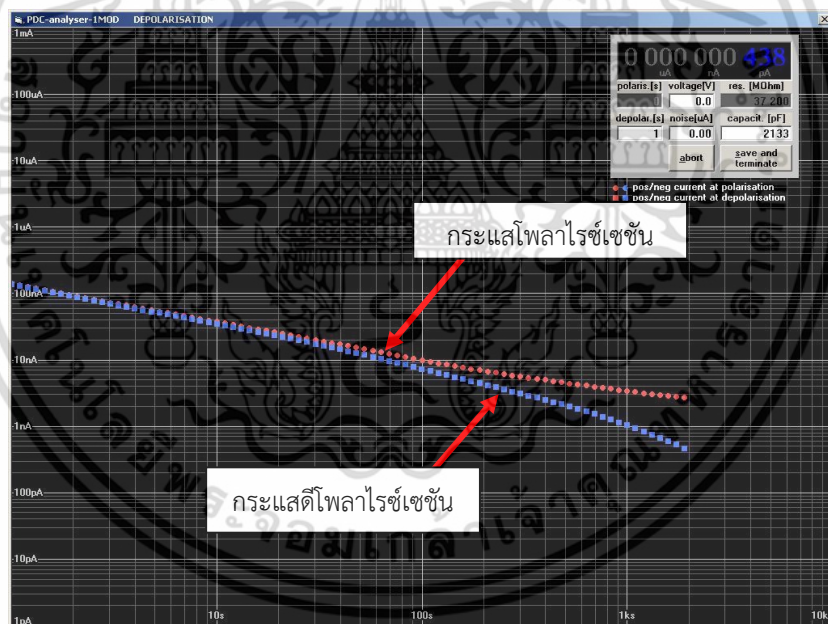 PDC-analyser-1MOD DEPOLARISATION
1mA
100uA
10uA
1uA
100nA
10nA
1nA
100pA
10pA
1pA
10s
100s
1ks
10k
0 000 000 438
uA nA pA
polaris.[s] voltage[V] res. [MOhm]
0.0 37.200
depolar.[s] noise[uA] capacit. [pF]
1 0.00 2133
abort
save and
terminate
pos/neg current at polarisation
pos/neg current at depolarisation
กระแสโพลาไรซ์เซชัน
กระแสดีโพลาไรซ์เซชัน